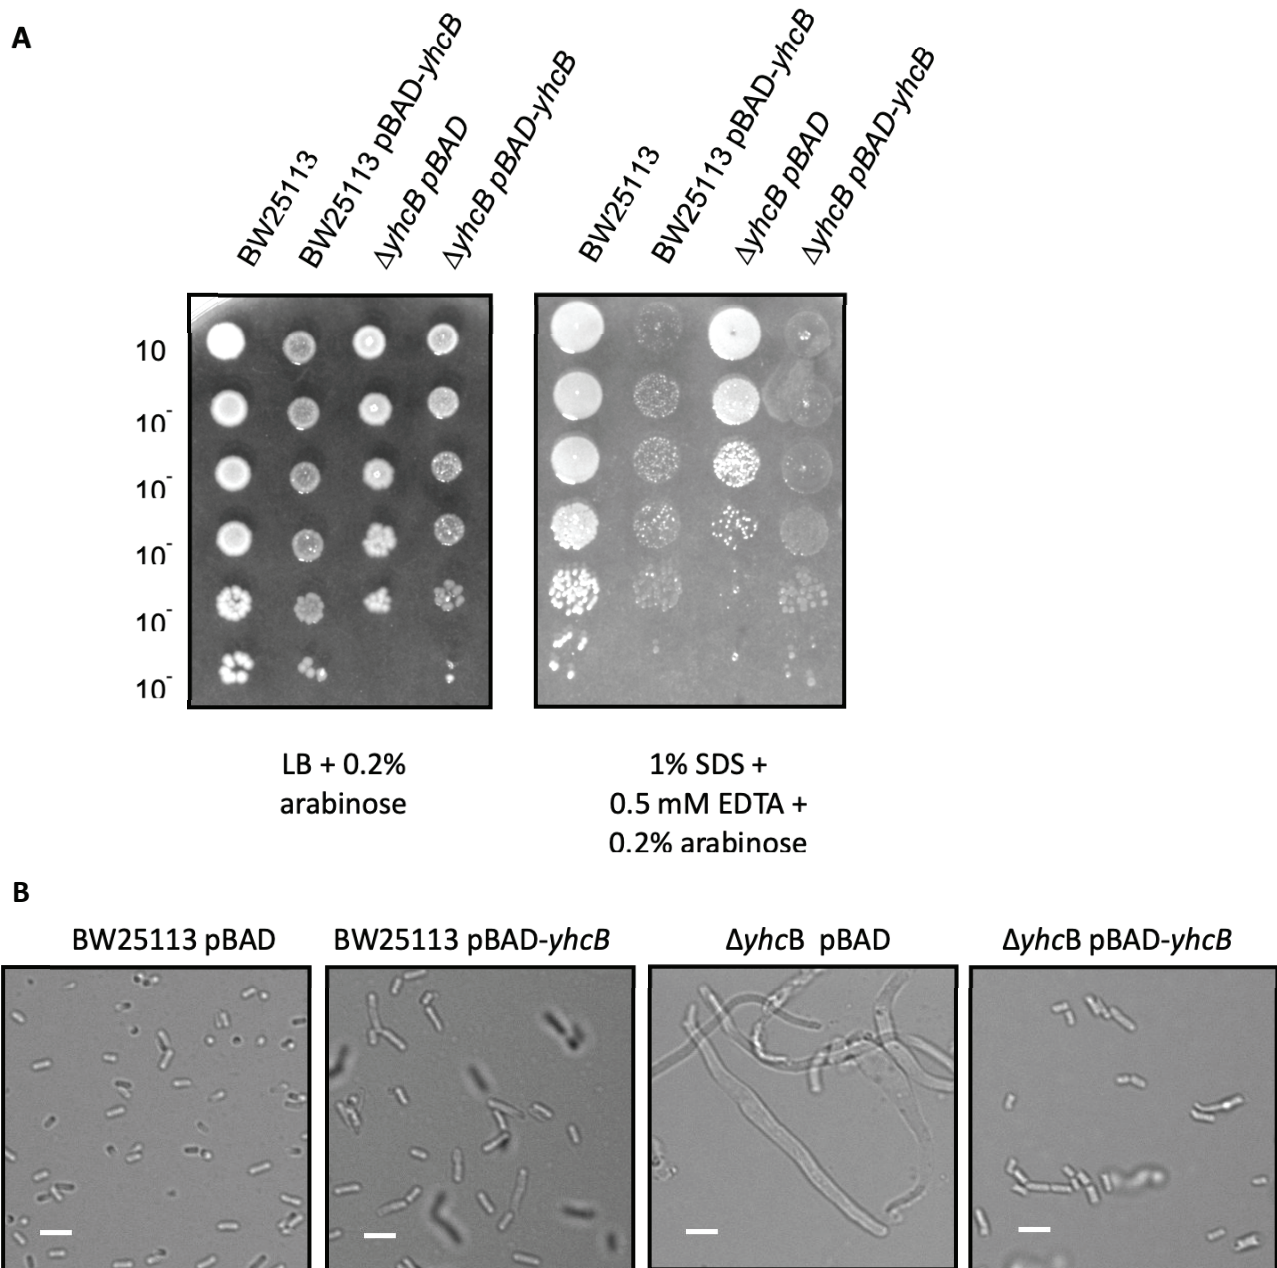 A
BW25113
BW25113 pBAD-yhcB
ΔyhcB pBAD
ΔyhcB pBAD-yhcB
BW25113
BW25113 pBAD-yhcB
ΔyhcB pBAD
ΔyhcB pBAD-yhcB
10
10-
10-
10-
10-
10-
LB + 0.2%
arabinose
1% SDS +
0.5 mM EDTA +
0.2% arabinose
B
BW25113 pBAD
BW25113 pBAD-yhcB
ΔyhcB pBAD
ΔyhcB pBAD-yhcB